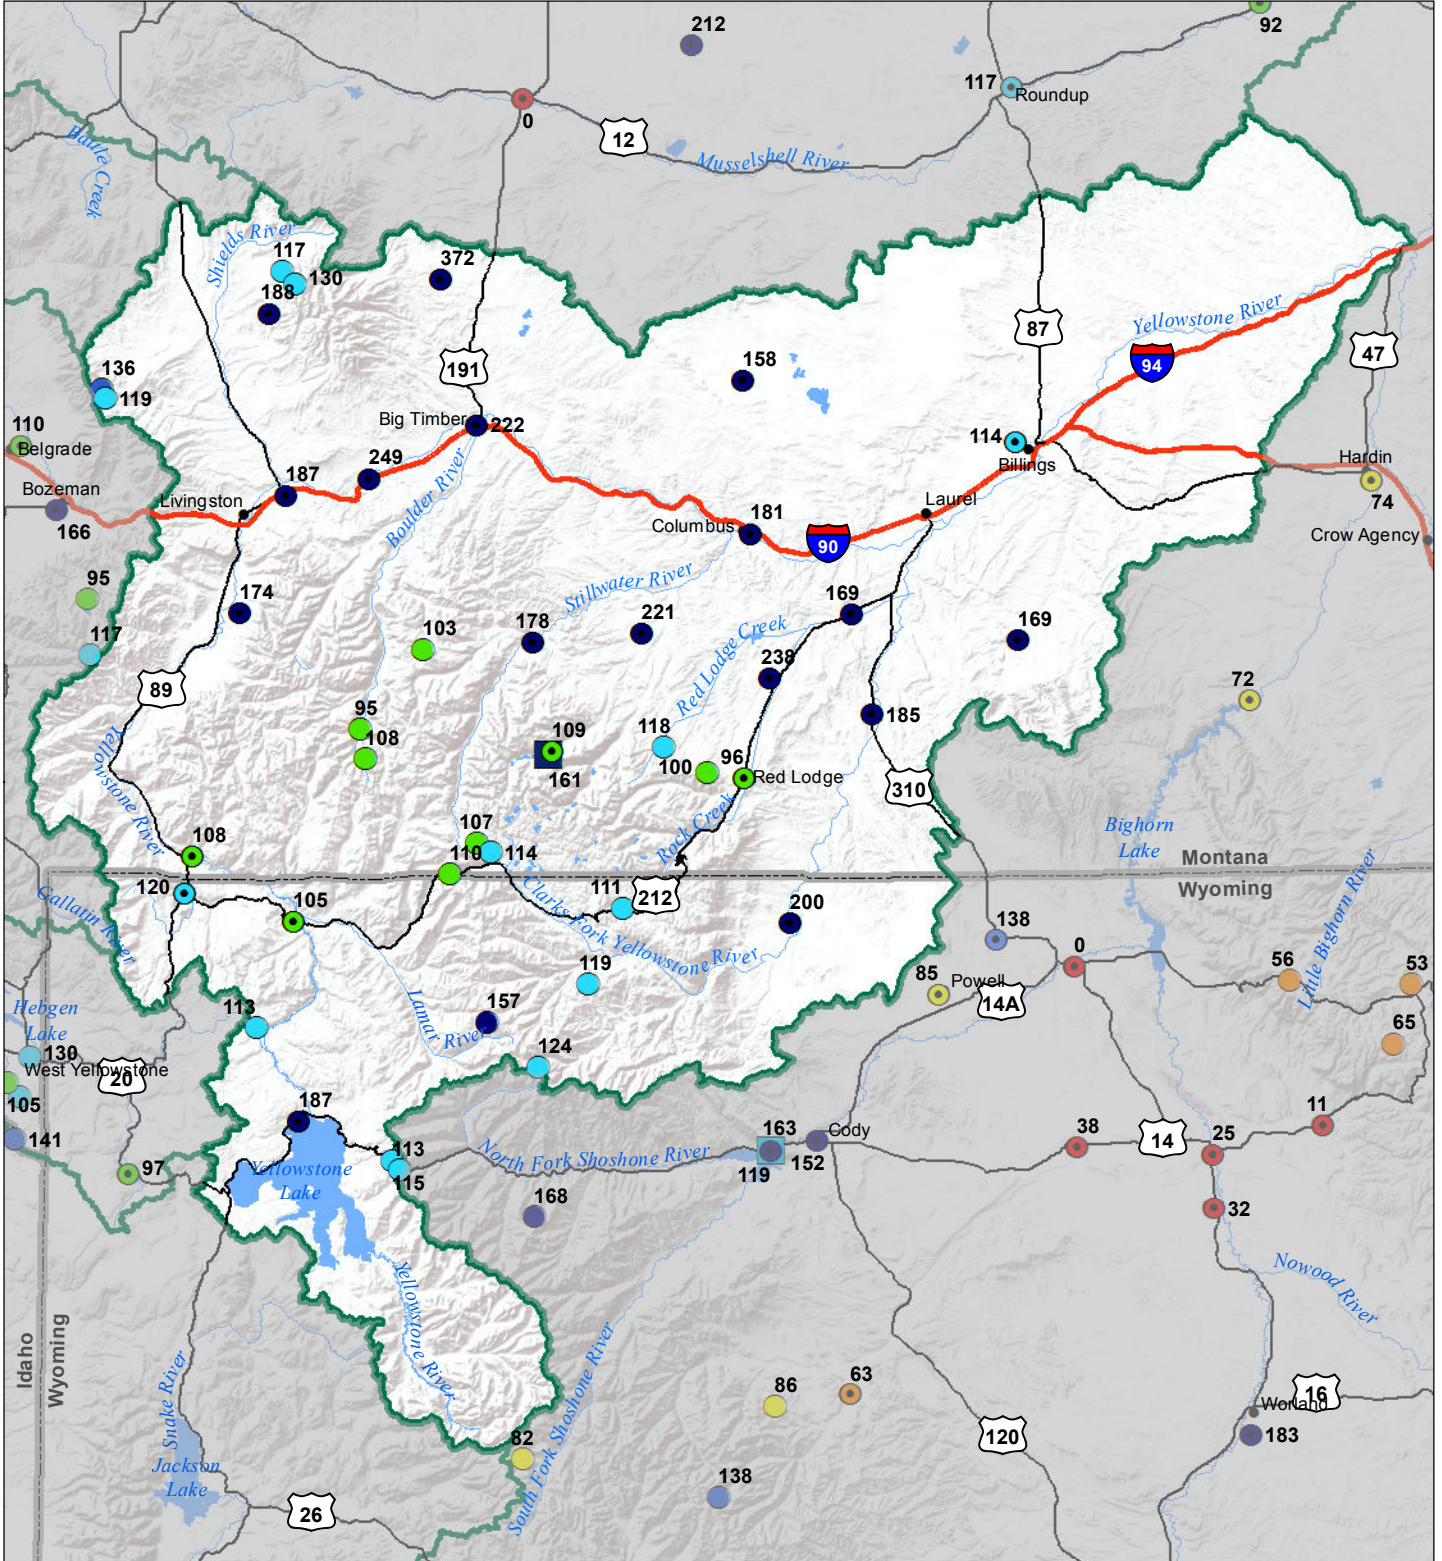 212
92
117
Roundup
0
12
Battle Creek
Musselshell River
Shields River
117
130
372
188
Yellowstone River
87
191
94
47
158
136
119
Big Timber
222
110
Belgrade
114
Billings
Hardin
74
249
187
Bozeman
Livingston
166
Boulder River
Laurel
181
Columbus
90
Crow Agency
95
174
Stillwater River
169
117
103
178
221
Red Lodge Creek
169
238
72
89
95
108
185
118
109
161
100
96
Red Lodge
310
Yellowstone River
Bighorn
Lake
Rock Creek
107
114
110
108
Montana
Wyoming
120
Gallatin River
105
111
212
200
Clarks Fork Yellowstone River
138
0
Little Bighorn River
56
53
119
85
Powell
14A
Hebgen
Lake
113
Lamar River
157
65
124
130
West Yellowstone
20
105
141
187
11
163
Cody
38
14
25
North Fork Shoshone River
152
119
113
115
97
Yellowstone
Lake
168
32
Nowood River
Yellowstone River
Idaho
Wyoming
South Fork Shoshone River
Snake River
86
63
16
Worland
183
120
82
138
Jackson
Lake
26